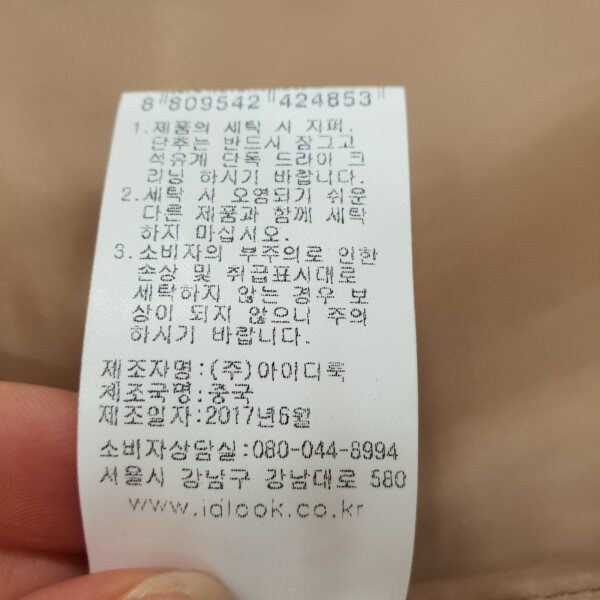 8 809542 424853
1.제품의 세탁 시 지퍼,
단추는 반드시 잠그고
석유계 단독 드라이 크
리닝 하시기 바랍니다.
2.세탁 시 오염되기 쉬운
다른 제품과 함께 세탁
하지 마십시오.
3.소비자의 부주의로 인한
손상 및 취급표시대로
세탁하지 않는 경우 보
상이 되지 않으니 주의
하시기 바랍니다.
제조자명:(주)아이디룩
제조국명:중국
제조일자:2017년6월
소비자상담실:080-044-8994
서울시 강남구 강남대로 580
www.idlook.co.kr